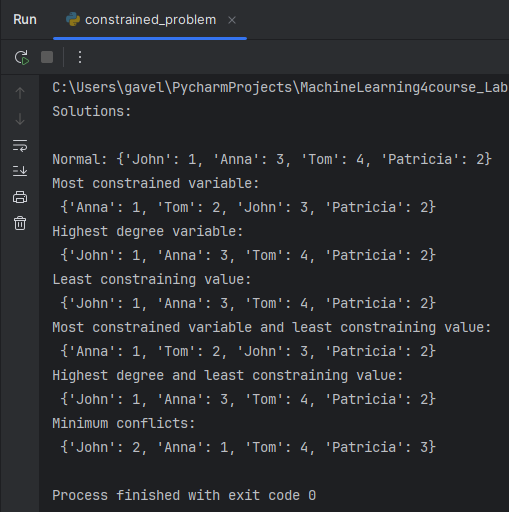 Run constrained_problem
C:\Users\gavel\PycharmProjects\MachineLearning4course_Lab
Solutions:
Normal: {'John': 1, 'Anna': 3, 'Tom': 4, 'Patricia': 2}
Most constrained variable:
{'Anna': 1, 'Tom': 2, 'John': 3, 'Patricia': 2}
Highest degree variable:
{'John': 1, 'Anna': 3, 'Tom': 4, 'Patricia': 2}
Least constraining value:
{'John': 1, 'Anna': 3, 'Tom': 4, 'Patricia': 2}
Most constrained variable and least constraining value:
{'Anna': 1, 'Tom': 2, 'John': 3, 'Patricia': 2}
Highest degree and least constraining value:
{'John': 1, 'Anna': 3, 'Tom': 4, 'Patricia': 2}
Minimum conflicts:
{'John': 2, 'Anna': 1, 'Tom': 4, 'Patricia': 3}
Process finished with exit code 0